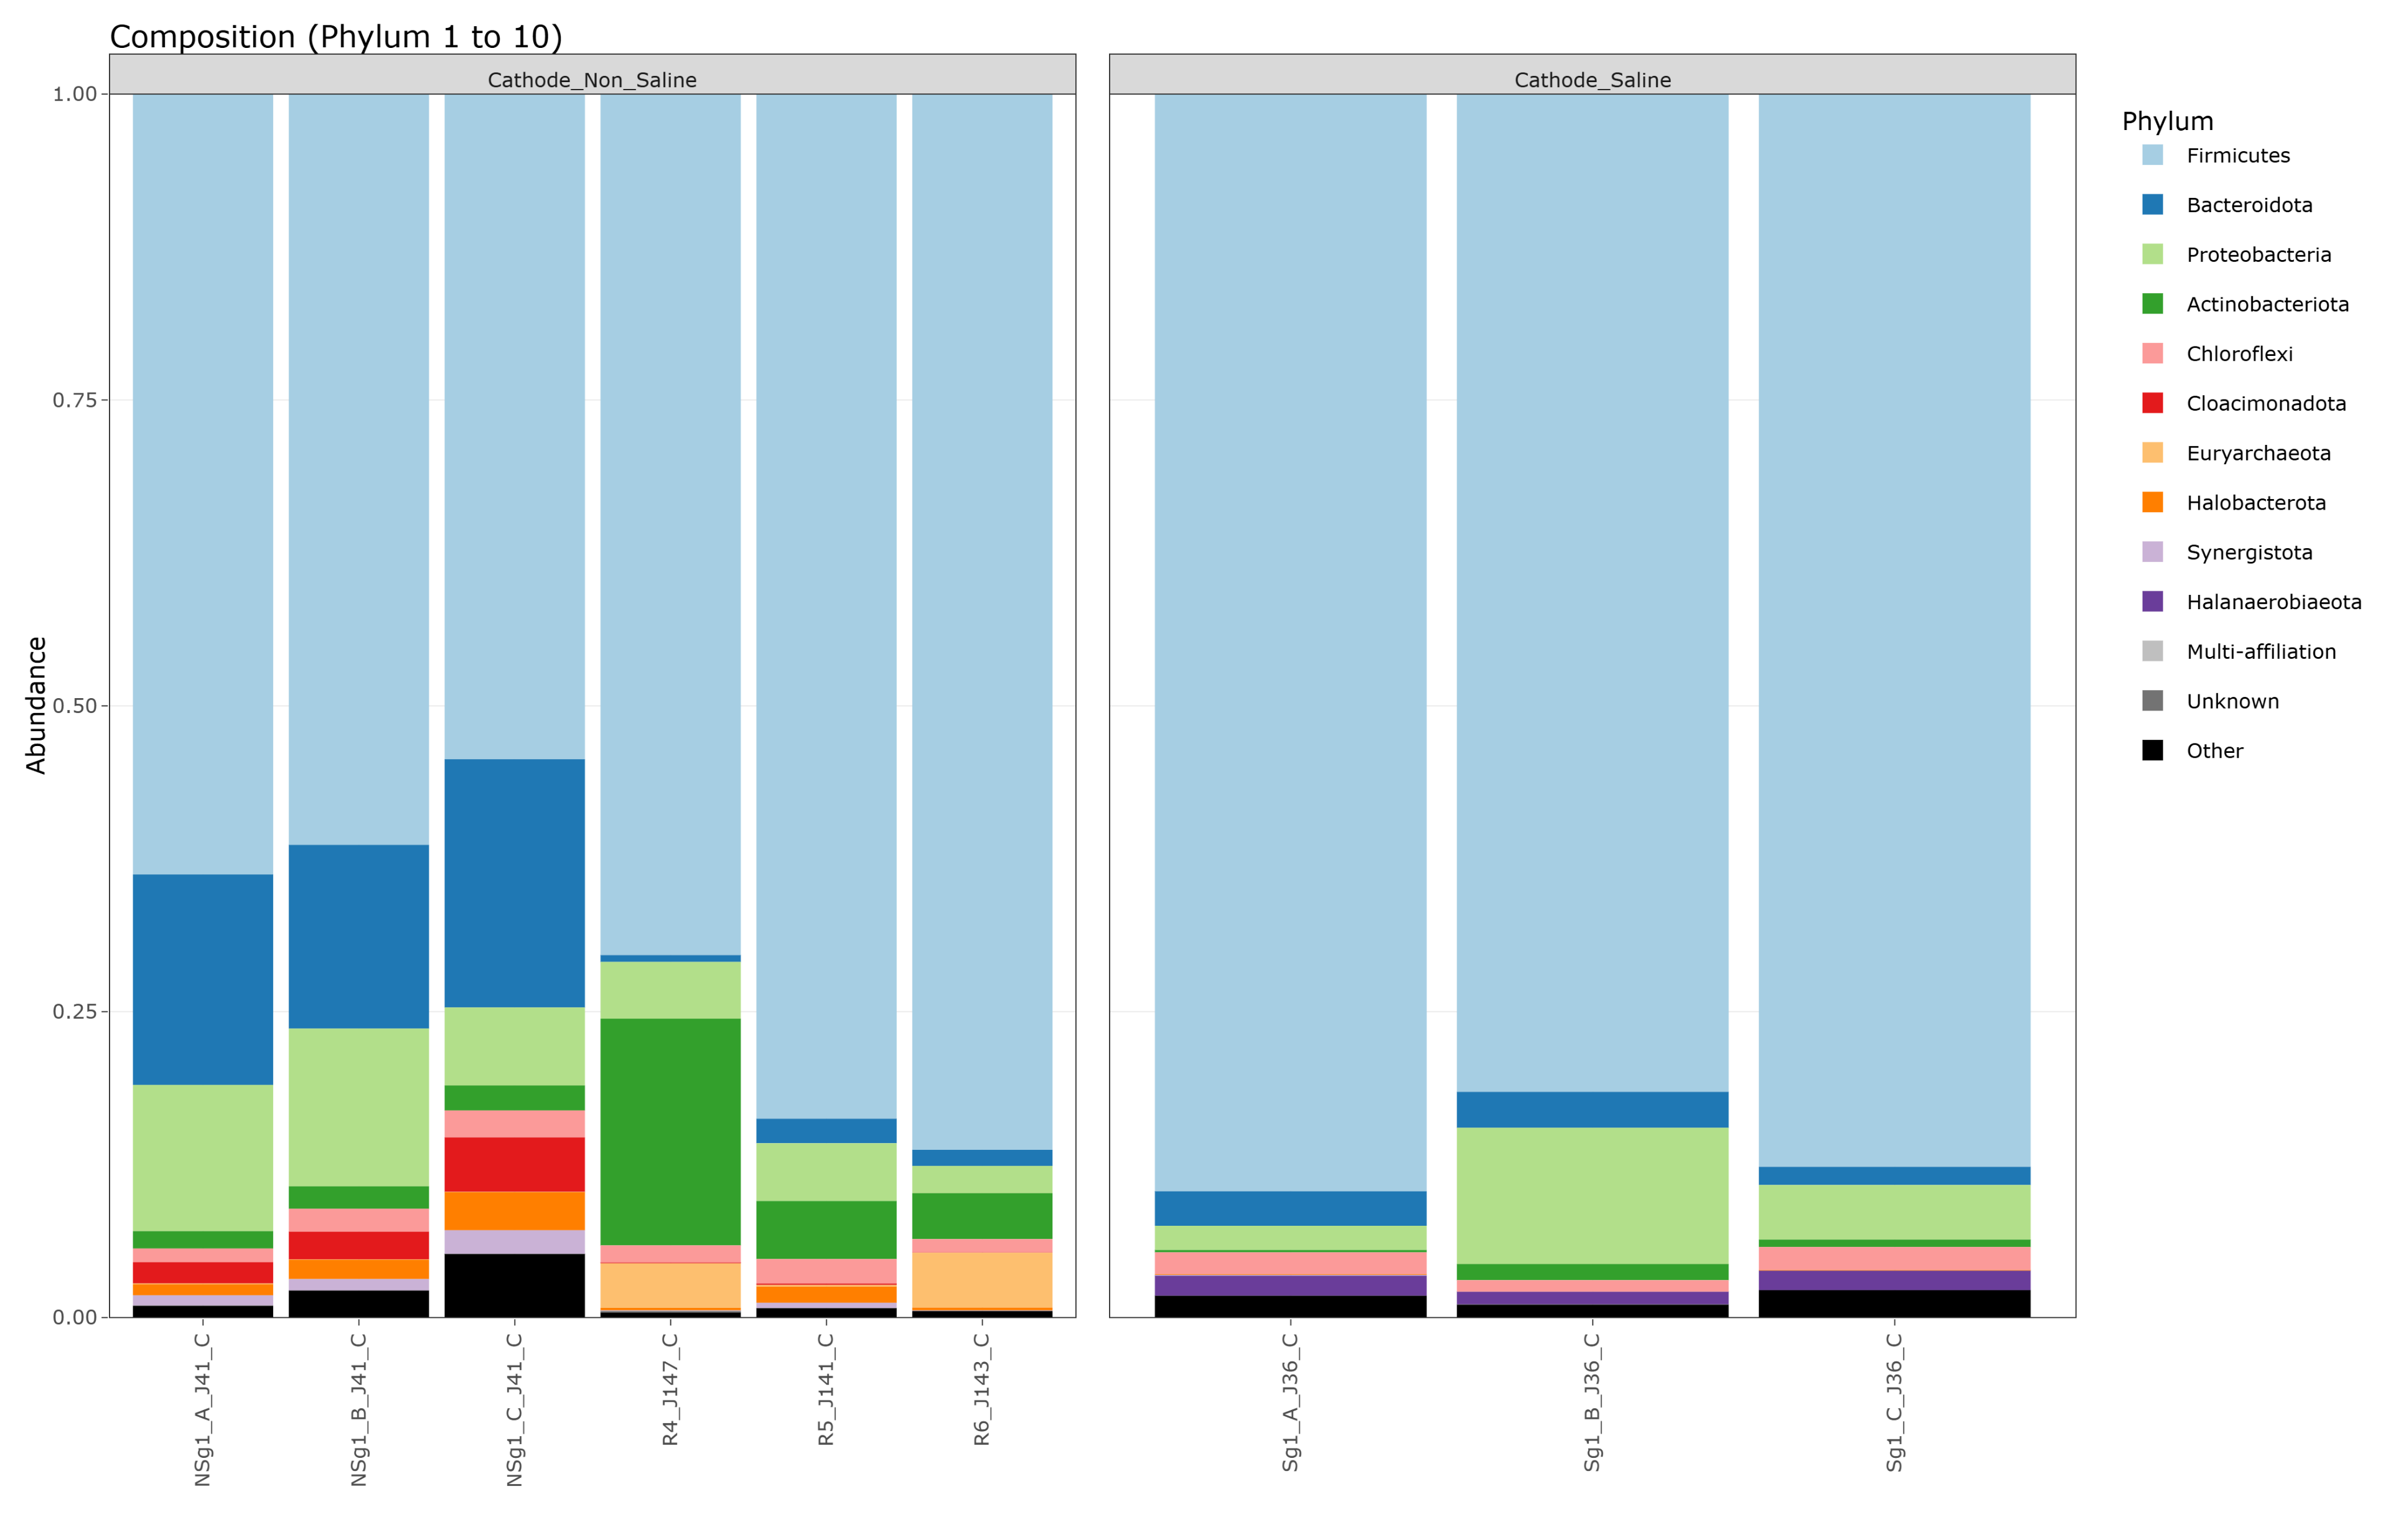 Composition (Phylum 1 to 10)
Cathode_Non_Saline
Cathode_Saline
Abundance
1.00
0.75
0.50
0.25
0.00
NSg1_A_J41_C
NSg1_B_J41_C
NSg1_C_J41_C
R4_J147_C
R5_J141_C
R6_J143_C
Sg1_A_J36_C
Sg1_B_J36_C
Sg1_C_J36_C
Phylum
Firmicutes
Bacteroidota
Proteobacteria
Actinobacteriota
Chloroflexi
Cloacimonadota
Euryarchaeota
Halobacterota
Synergistota
Halanaerobiaeota
Multi-affiliation
Unknown
Other